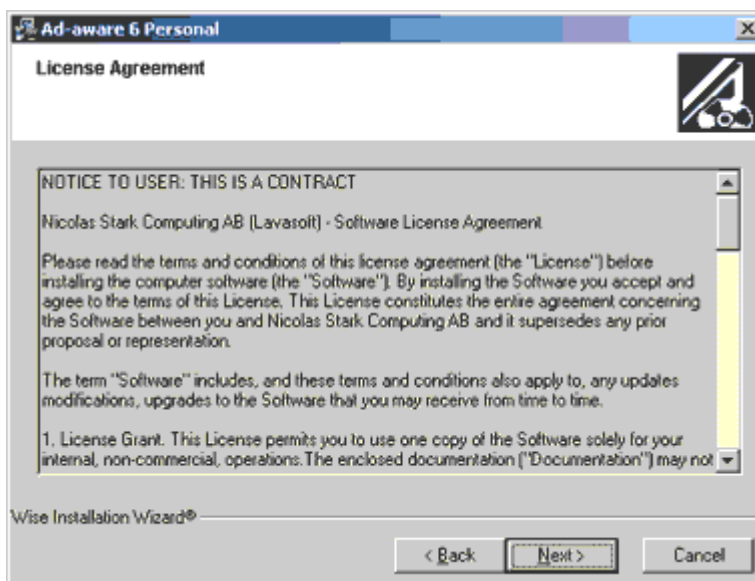 Ad-aware 6 Personal
License Agreement
NOTICE TO USER: THIS IS A CONTRACT
Nicolas Stark Computing AB (Lavasoft) - Software License Agreement
Please read the terms and conditions of this license agreement (the "License") before
installing the computer software (the "Software"). By installing the Software you accept and
agree to the terms of this License. This License constitutes the entire agreement concerning
the Software between you and Nicolas Stark Computing AB and it supersedes any prior
proposal or representation.
The term "Software" includes, and these terms and conditions also apply to, any updates
modifications, upgrades to the Software that you may receive from time to time.
1. License Grant. This License permits you to use one copy of the Software solely for your
internal, non-commercial, operations.The enclosed documentation ("Documentation") may not
Wise Installation Wizard®
< Back Next > Cancel